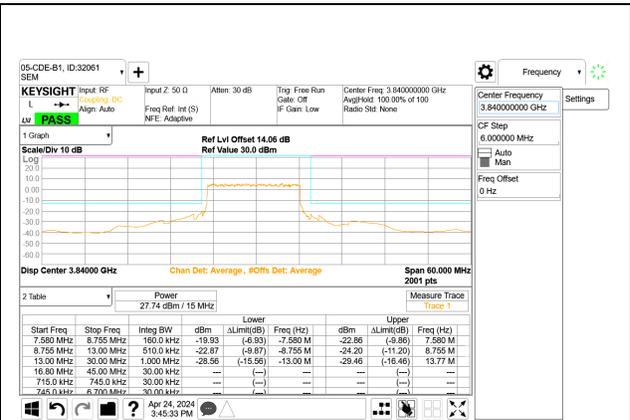 05-CDE-B1, ID:32061
SEM
Frequency
KEYSIGHT
L
LXI
PASS
Input: RF
Coupling: DC
Align: Auto
Input Z: 50 Ω
Freq Ref: Int (S)
NFE: Adaptive
Atten: 30 dB
Trig: Free Run
Gate: Off
IF Gain: Low
Center Freq: 3.840000000 GHz
Avg|Hold: 100.00% of 100
Radio Std: None
Center Frequency
3.840000000 GHz
Settings
CF Step
6.000000 MHz
Auto
Man
Freq Offset
0 Hz
1 Graph
Scale/Div 10 dB
Ref Lvl Offset 14.06 dB
Ref Value 30.0 dBm
Log
20.0
10.0
0.00
-10.0
-20.0
-30.0
-40.0
-50.0
-60.0
Disp Center 3.84000 GHz
Chan Det: Average , #Offs Det: Average
Span 60.000 MHz
2001 pts
2 Table
Power
27.74 dBm / 15 MHz
Measure Trace
Trace 1
Lower Upper
Start Freq Stop Freq Integ BW dBm ΔLimit(dB) Freq (Hz) dBm ΔLimit(dB) Freq (Hz)
7.580 MHz 8.755 MHz 160.0 kHz -19.93 (-6.93) -7.580 M -22.86 (-9.86) 7.580 M
8.755 MHz 13.00 MHz 510.0 kHz -22.87 (-9.87) -8.755 M -24.20 (-11.20) 8.755 M
13.00 MHz 30.00 MHz 1.000 MHz -28.56 (-15.56) -13.00 M -29.46 (-16.46) 13.77 M
16.80 MHz 45.00 MHz 30.00 kHz --- (---) --- (---)
715.0 kHz 745.0 kHz 30.00 kHz --- (---) --- (---)
745.0 kHz 6.700 MHz 30.00 kHz --- (---) --- (---)
?
Apr 24, 2024
3:45:33 PM